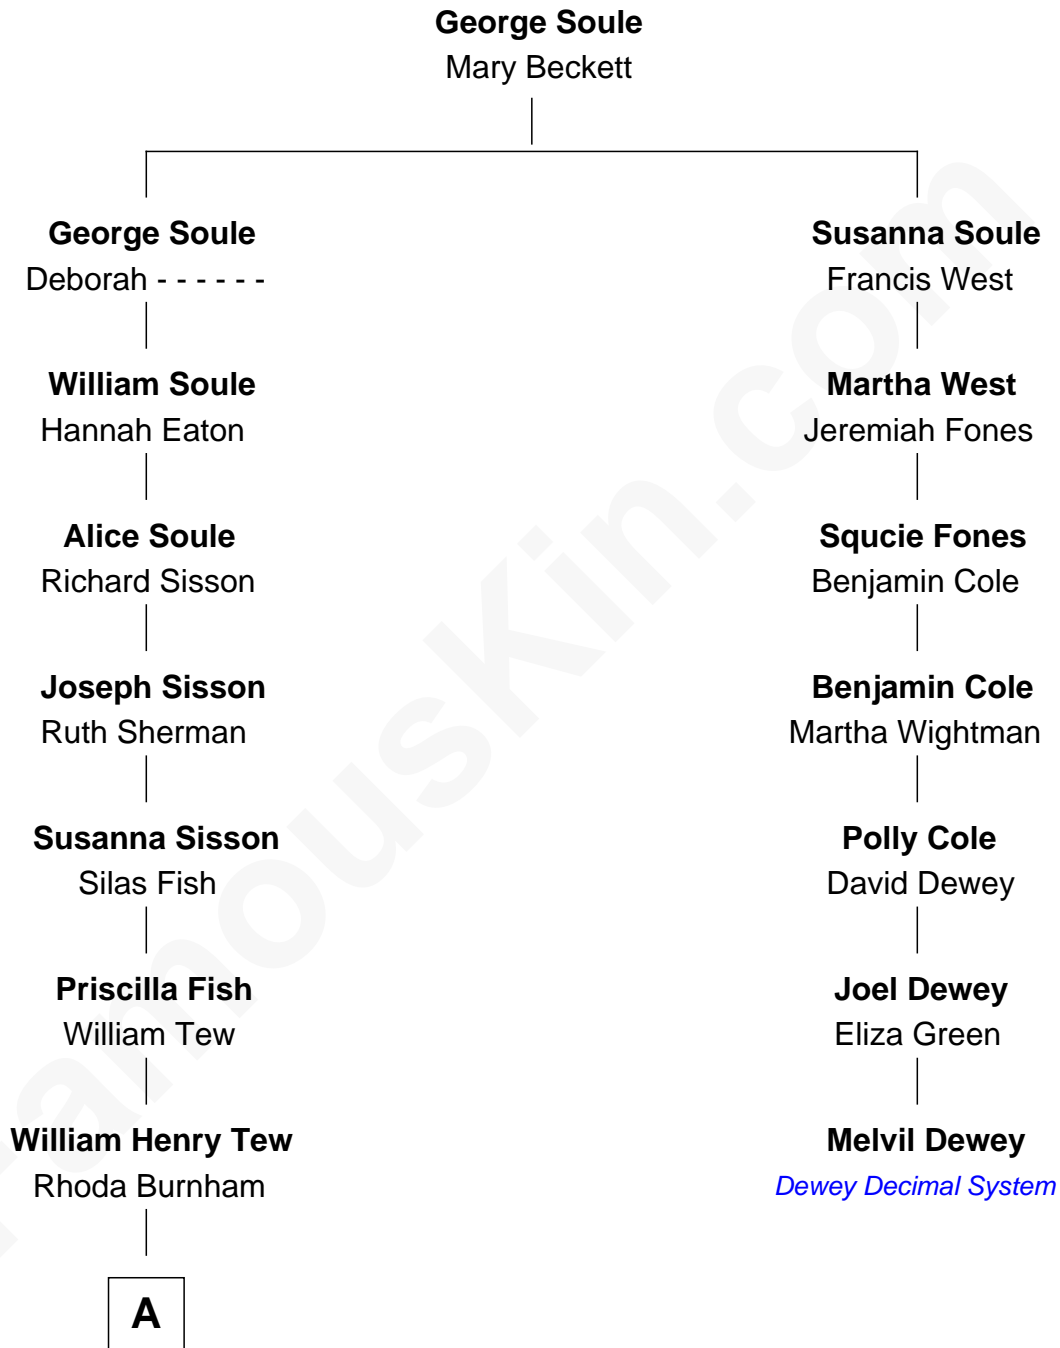 George Soule
Mary Beckett
George Soule
Deborah - - - - - -
William Soule
Hannah Eaton
Alice Soule
Richard Sisson
Joseph Sisson
Ruth Sherman
Susanna Sisson
Silas Fish
Priscilla Fish
William Tew
William Henry Tew
Rhoda Burnham
A
Susanna Soule
Francis West
Martha West
Jeremiah Fones
Squcie Fones
Benjamin Cole
Benjamin Cole
Martha Wightman
Polly Cole
David Dewey
Joel Dewey
Eliza Green
Melvil Dewey
Dewey Decimal System
FamousKin.com